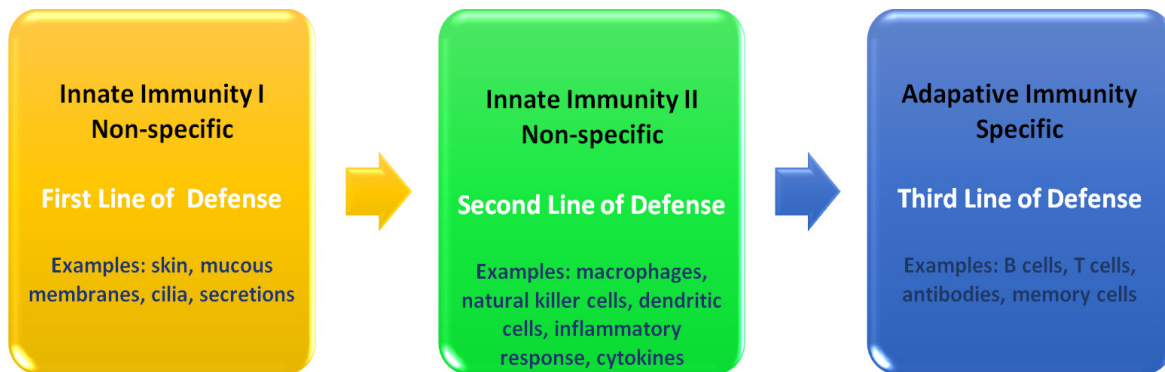 Innate Immunity I
Non-specific
First Line of Defense
Examples: skin, mucous
membranes, cilia, secretions
Innate Immunity II
Non-specific
Second Line of Defense
Examples: macrophages,
natural killer cells, dendritic
cells, inflammatory
response, cytokines
Adapative Immunity
Specific
Third Line of Defense
Examples: B cells, T cells,
antibodies, memory cells